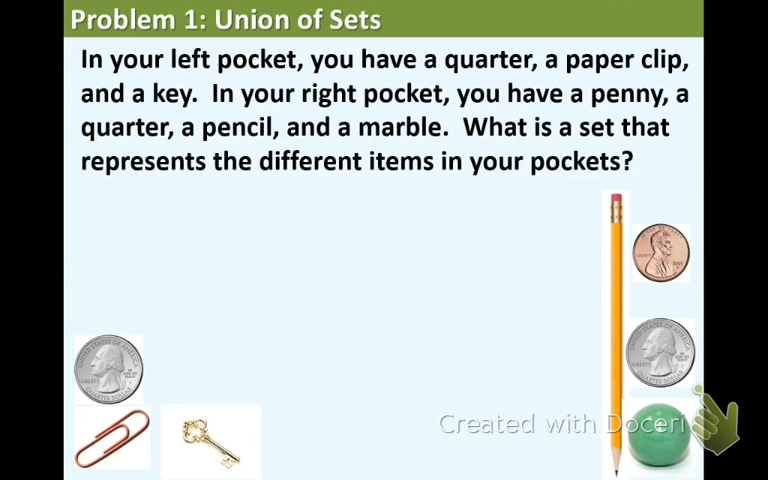 Problem 1: Union of Sets
In your left pocket, you have a quarter, a paper clip,
and a key. In your right pocket, you have a penny, a
quarter, a pencil, and a marble. What is a set that
represents the different items in your pockets?
Created with Doceri